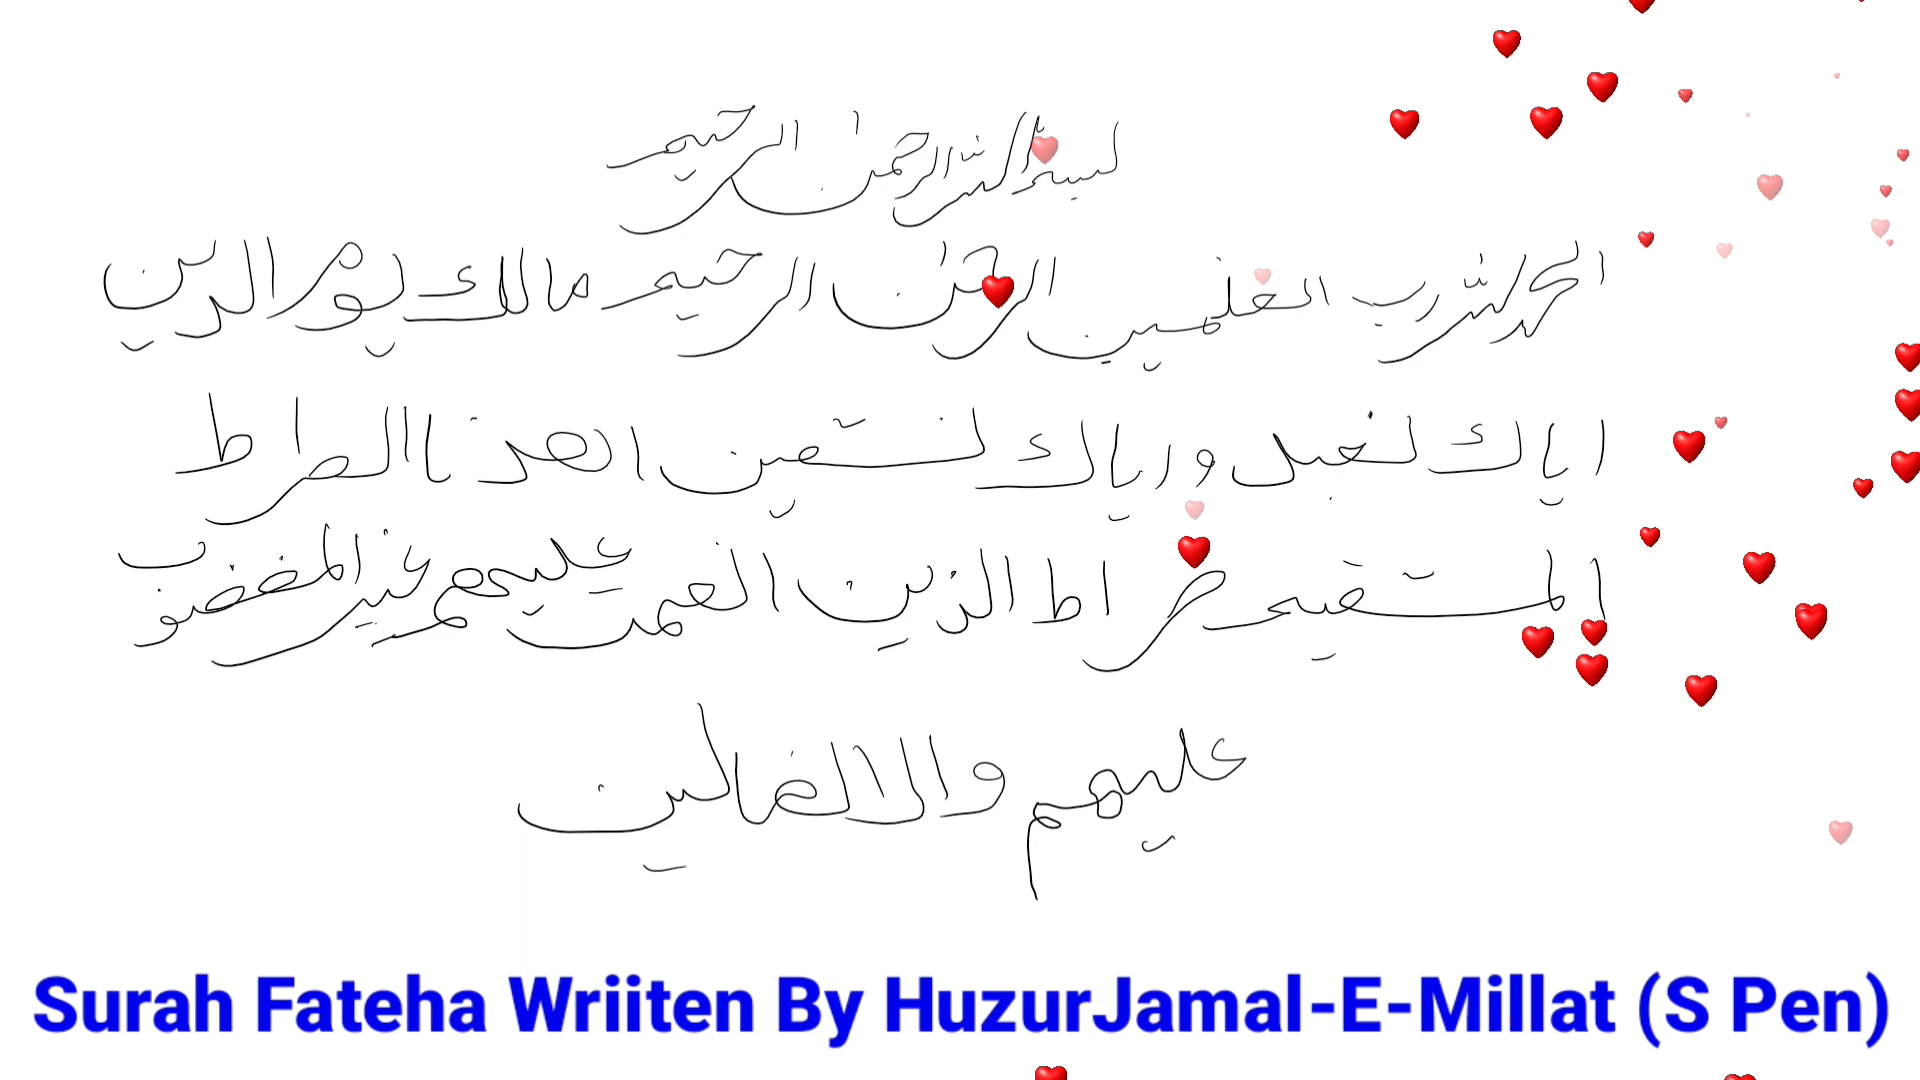 بسم الله الرحمن الرحيم
الحمد لله رب العلمين الرحمن الرحيم مالك يوم الدين
اياك نعبد واياك نستعين اهدنا الصراط
المستقيم صراط الذين انعمت عليهم غير المغضوب
عليهم والا الضالين
Surah Fateha Wriiten By HuzurJamal-E-Millat (S Pen)